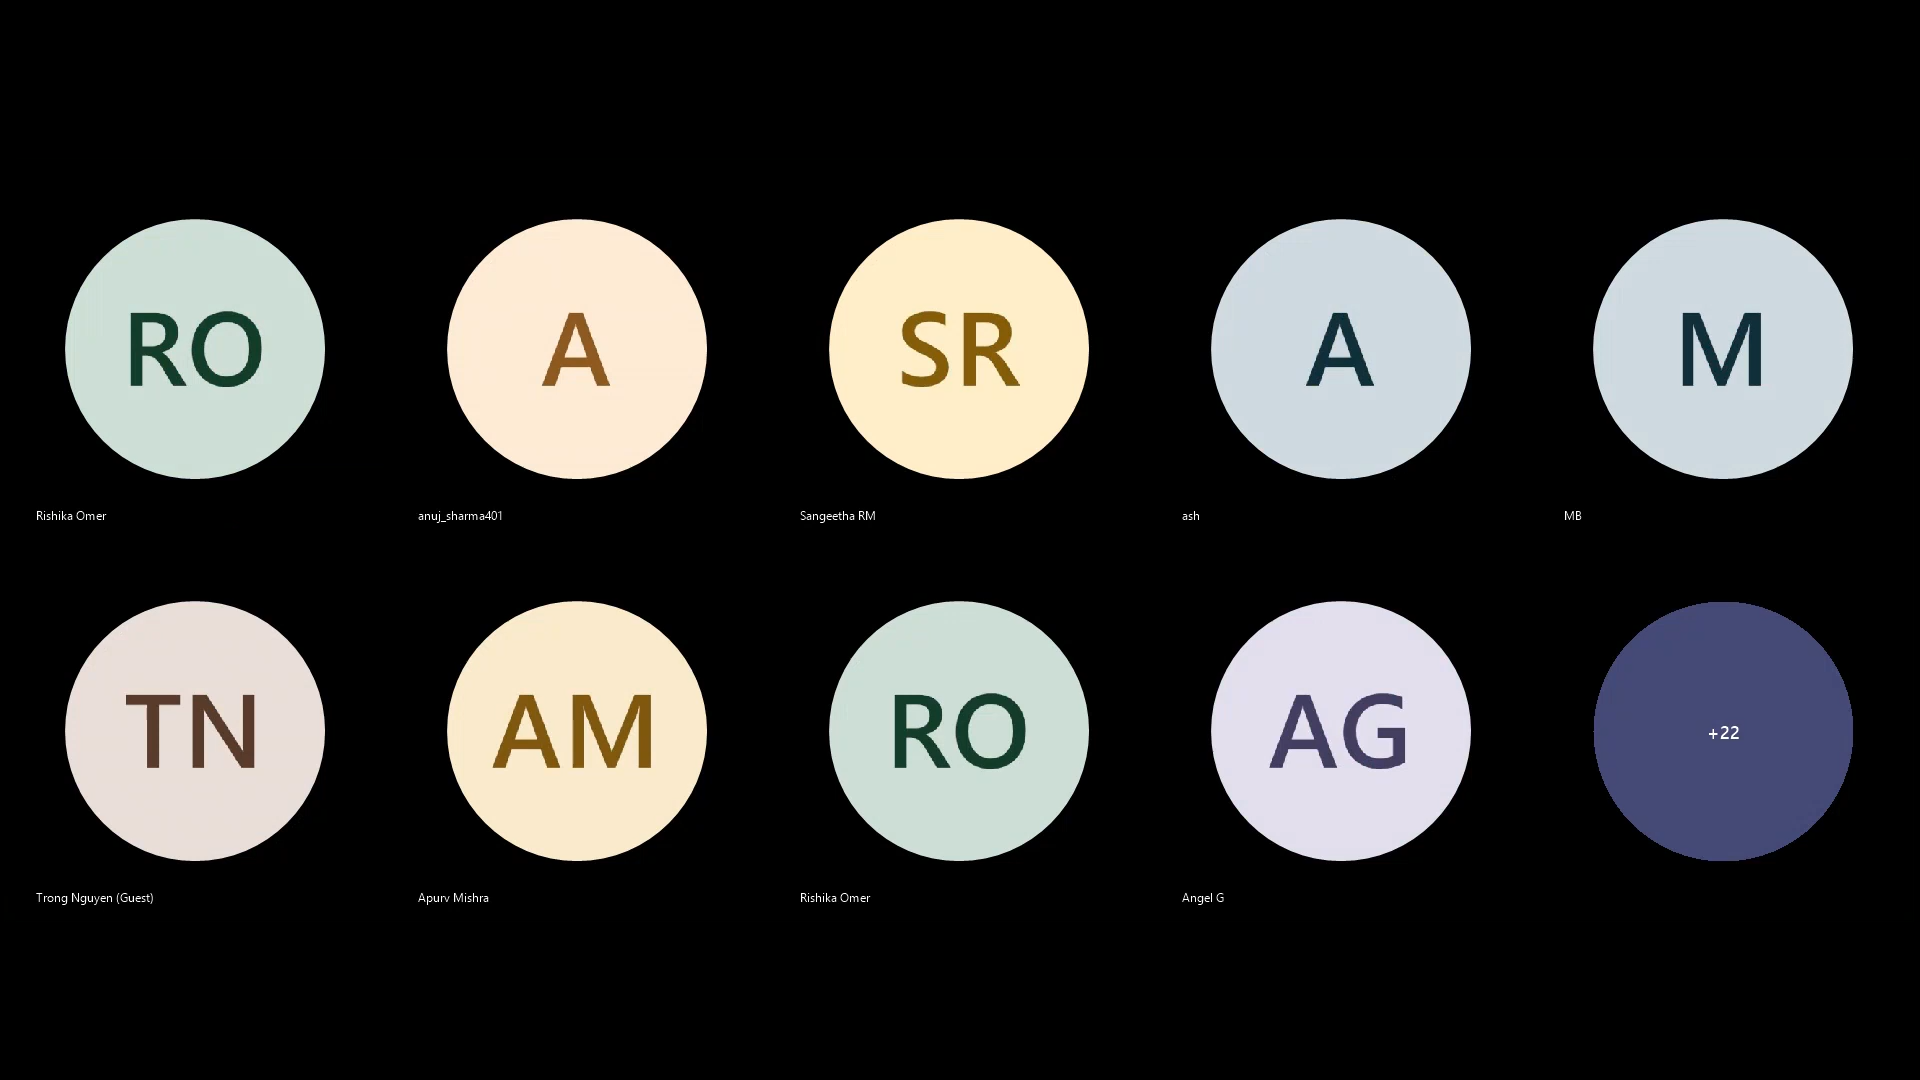 RO
A
SR
A
M
Rishika Omer
anuj_sharma401
Sangeetha RM
ash
MB
TN
AM
RO
AG
+22
Trong Nguyen (Guest)
Apurv Mishra
Rishika Omer
Angel G